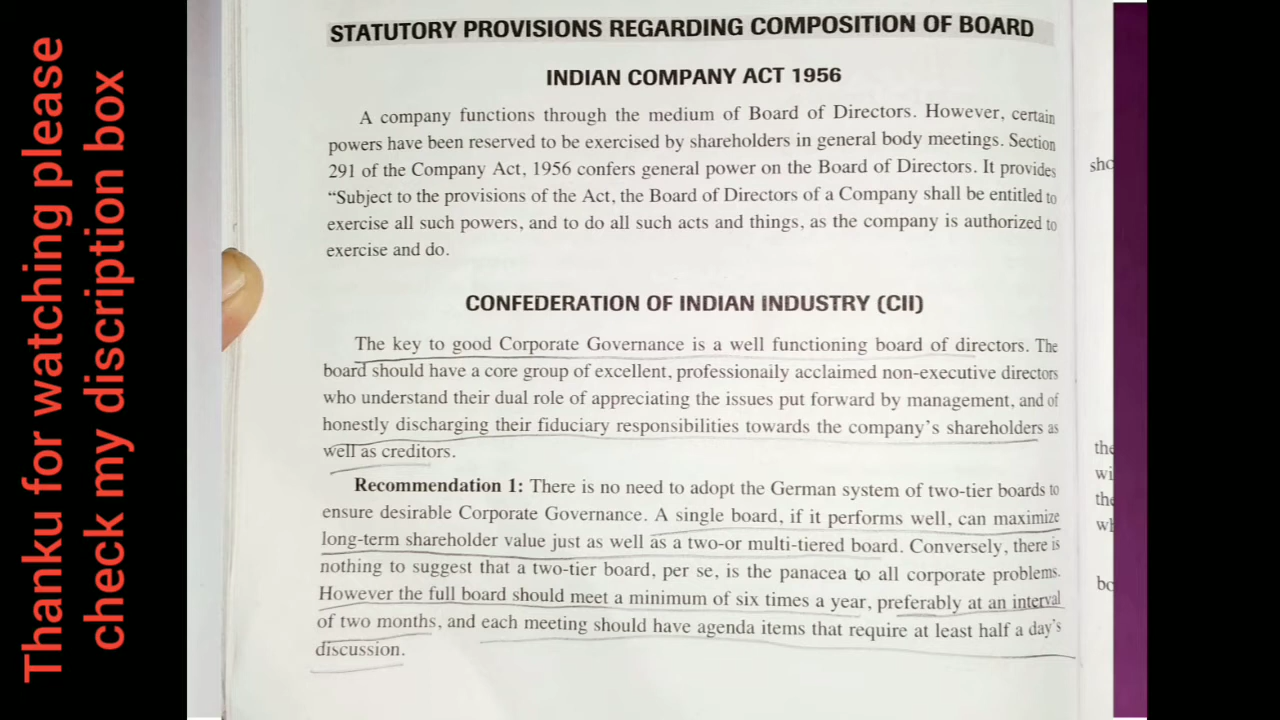 Thanku for watching please
check my discription box
STATUTORY PROVISIONS REGARDING COMPOSITION OF BOARD
INDIAN COMPANY ACT 1956
A company functions through the medium of Board of Directors. However, certain
powers have been reserved to be exercised by shareholders in general body meetings. Section
291 of the Company Act, 1956 confers general power on the Board of Directors. It provides
“Subject to the provisions of the Act, the Board of Directors of a Company shall be entitled to
exercise all such powers, and to do all such acts and things, as the company is authorized to
exercise and do.
CONFEDERATION OF INDIAN INDUSTRY (CII)
The key to good Corporate Governance is a well functioning board of directors. The
board should have a core group of excellent, professionaily acclaimed non-executive directors
who understand their dual role of appreciating the issues put forward by management, and of
honestly discharging their fiduciary responsibilities towards the company's shareholders as
well as creditors.
Recommendation 1: There is no need to adopt the German system of two-tier boards to
ensure desirable Corporate Governance. A single board, if it performs well, can maximize
long-term shareholder value just as well as a two-or multi-tiered board. Conversely, there is
nothing to suggest that a two-tier board, per se, is the panacea to all corporate problems.
However the full board should meet a minimum of six times a year, preferably at an interval
of two months, and each meeting should have agenda items that require at least half a day's
discussion.